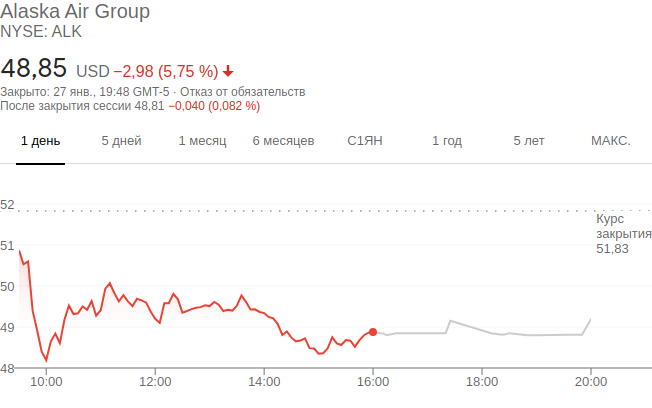 Alaska Air Group
NYSE: ALK
48,85 USD −2,98 (5,75 %)
Закрыто: 27 янв., 19:48 GMT-5 · Отказ от обязательств
После закрытия сессии 48,81 −0,040 (0,082 %)
1 день 5 дней 1 месяц 6 месяцев С1ЯН 1 год 5 лет МАКС.
52
Курс
закрытия
51,83
51
50
49
48
10:00 12:00 14:00 16:00 18:00 20:00